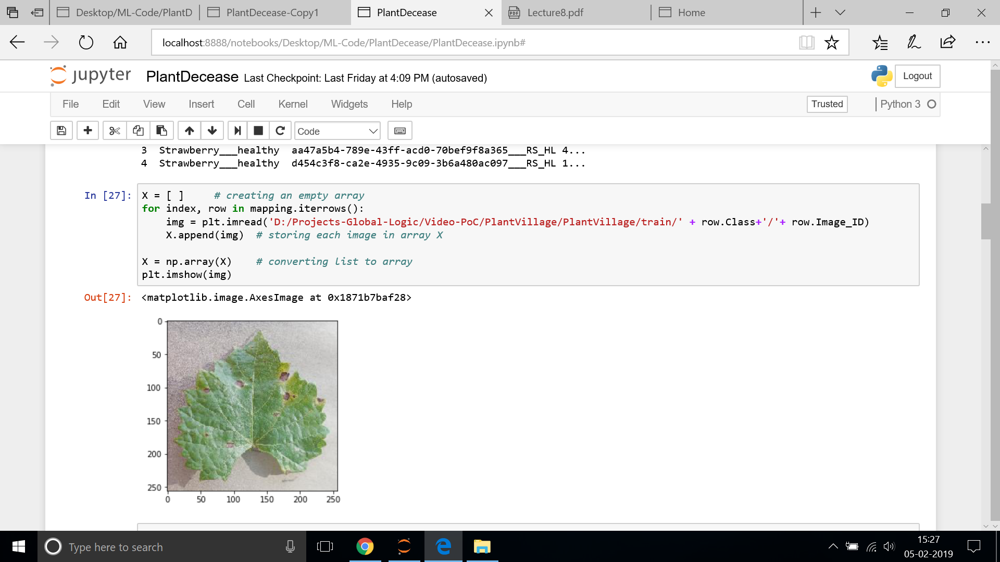 Desktop/ML-Code/PlantD
PlantDecease-Copy1
PlantDecease
PDF
Lecture8.pdf
Home
localhost:8888/notebooks/Desktop/ML-Code/PlantDecease/PlantDecease.ipynb#
jupyter
PlantDecease Last Checkpoint: Last Friday at 4:09 PM (autosaved)
Logout
File Edit View Insert Cell Kernel Widgets Help
Trusted
Python 3
Code
3 Strawberry___healthy aa47a5b4-789e-43ff-acd0-70bef9f8a365___RS_HL 4...
4 Strawberry___healthy d454c3f8-ca2e-4935-9c09-3b6a480ac097___RS_HL 1...
In [27]:
X = [ ] # creating an empty array
for index, row in mapping.iterrows():
img = plt.imread('D:/Projects-Global-Logic/Video-PoC/PlantVillage/PlantVillage/train/' + row.Class+'/'+ row.Image_ID)
X.append(img) # storing each image in array X
X = np.array(X) # converting list to array
plt.imshow(img)
Out[27]: <matplotlib.image.AxesImage at 0x1871b7baf28>
0
50
100
150
200
250
0 50 100 150 200 250
Type here to search
15:27
05-02-2019